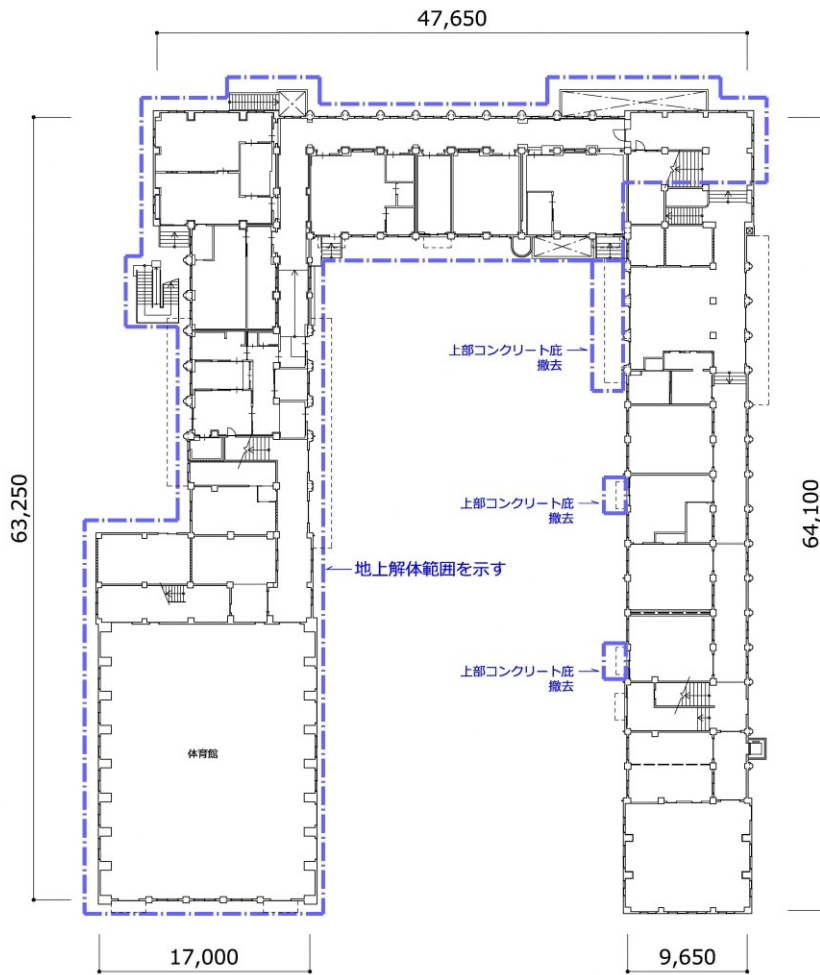 47,650
上部コンクリート庇
撤去
63,250
上部コンクリート庇
撤去
64,100
地上解体範囲を示す
上部コンクリート庇
撤去
体育館
17,000
9,650